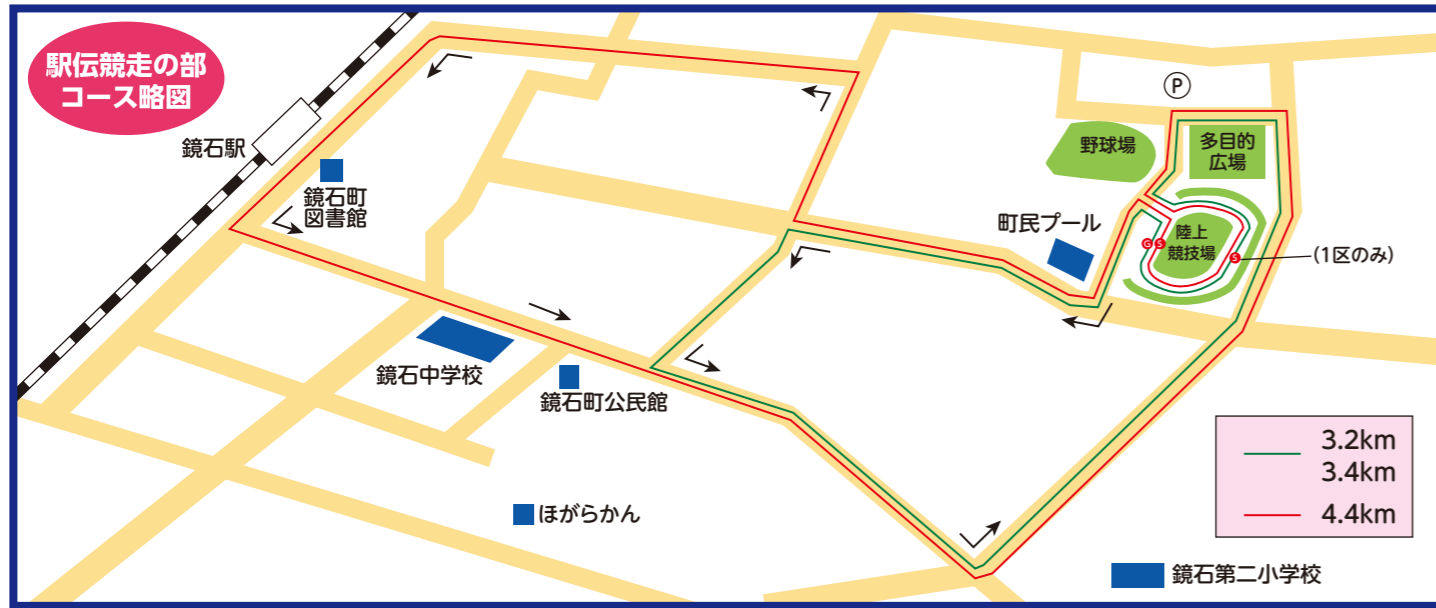 駅伝競走の部
コース略図
鏡石駅
鏡石町
図書館
P
野球場
多目的
広場
町民プール
陸上
競技場
G S
S
(1区のみ)
鏡石中学校
鏡石町公民館
ほがらかん
3.2km
3.4km
4.4km
鏡石第二小学校